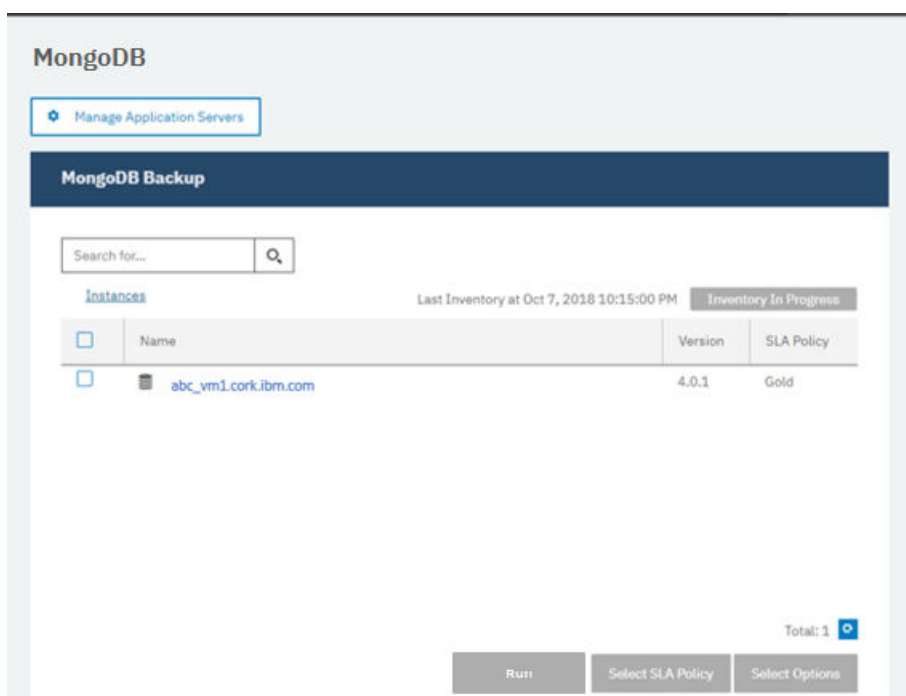 MongoDB
Manage Application Servers
MongoDB Backup
Search for...
Instances Last Inventory at Oct 7, 2018 10:15:00 PM Inventory In Progress
Name Version SLA Policy
abc_vm1.cork.ibm.com 4.0.1 Gold
Total: 1
Run Select SLA Policy Select Options